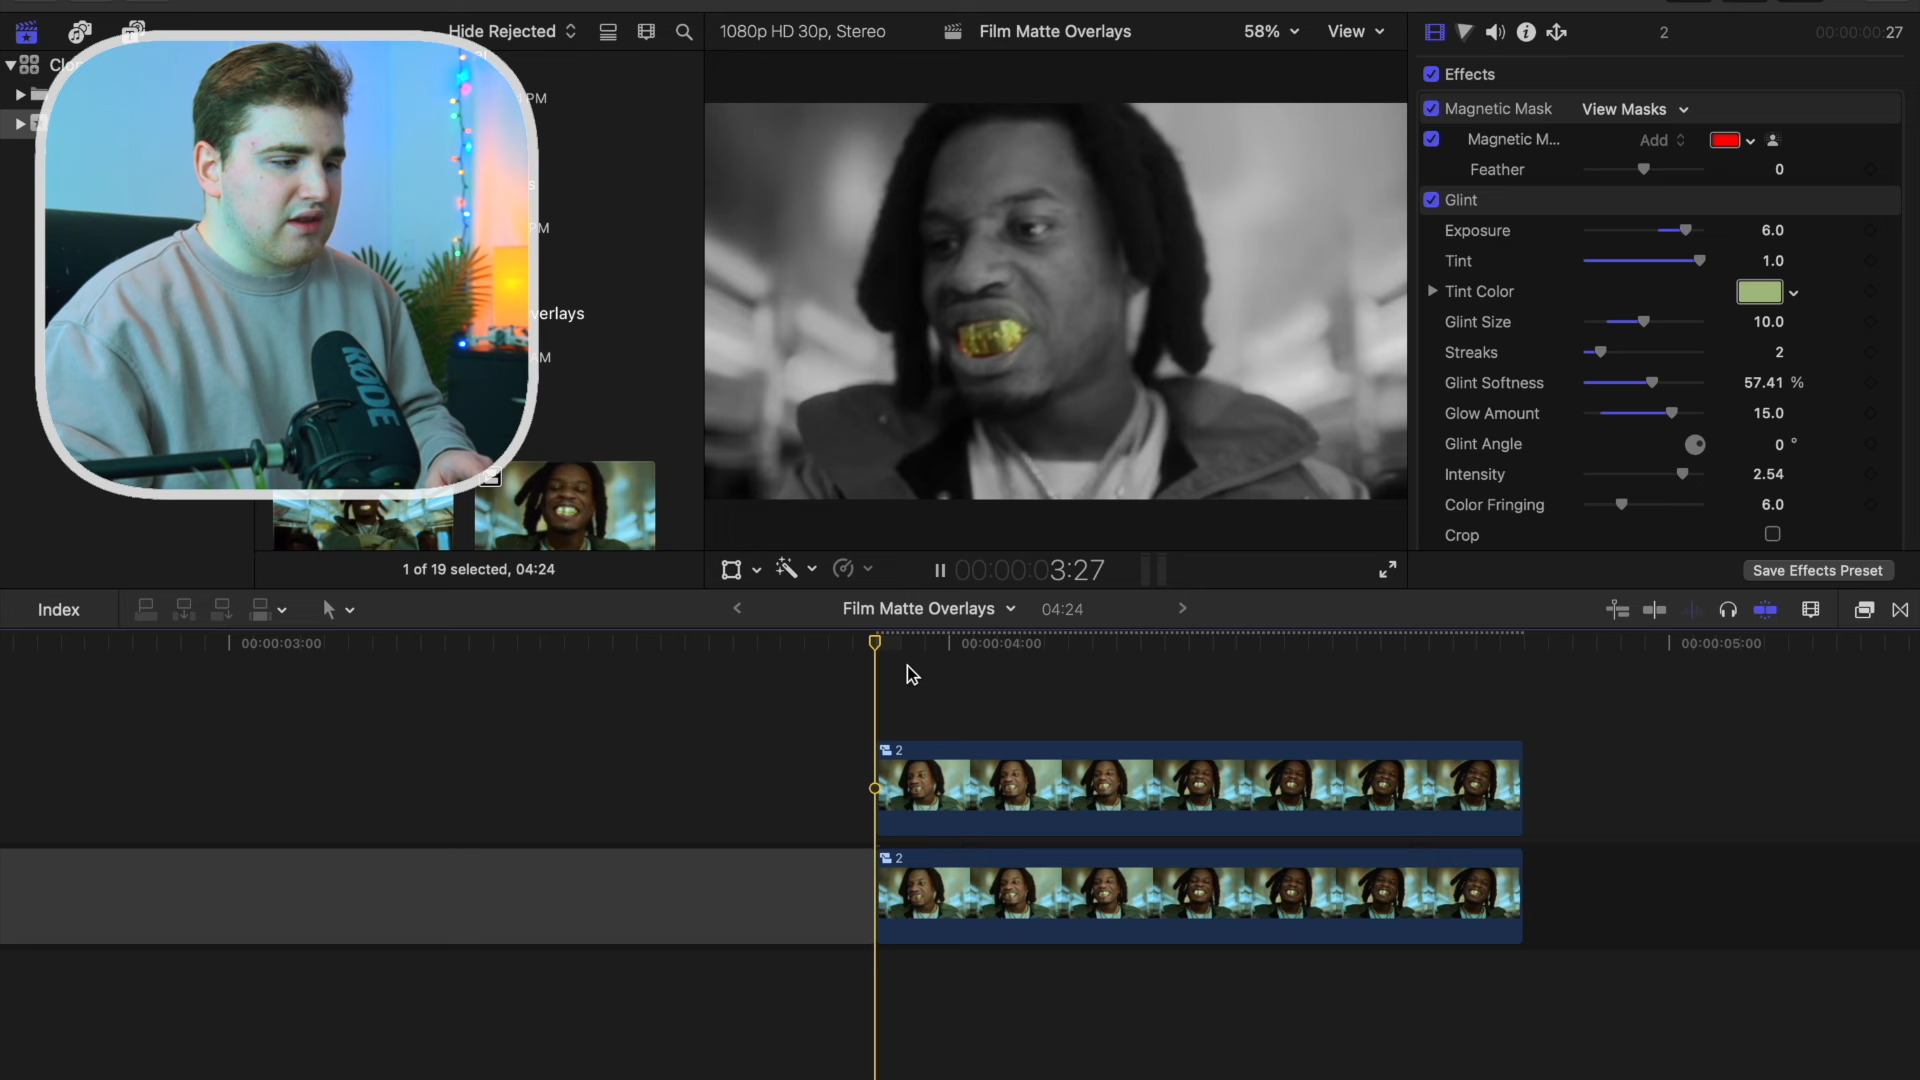 Hide Rejected
1080p HD 30p, Stereo
Film Matte Overlays
58%
View
2
00:00:00:27
Effects
Magnetic Mask
View Masks
Magnetic M...
Add
Feather
0
Glint
Exposure
6.0
Tint
1.0
Tint Color
Glint Size
10.0
Streaks
2
Glint Softness
57.41 %
Glow Amount
15.0
Glint Angle
0 °
Intensity
2.54
Color Fringing
6.0
Crop
Save Effects Preset
PM
PM
verlays
AM
RØDE
1 of 19 selected, 04:24
00:00:03:27
Index
Film Matte Overlays
04:24
00:00:03:00
00:00:04:00
00:00:05:00
2
2